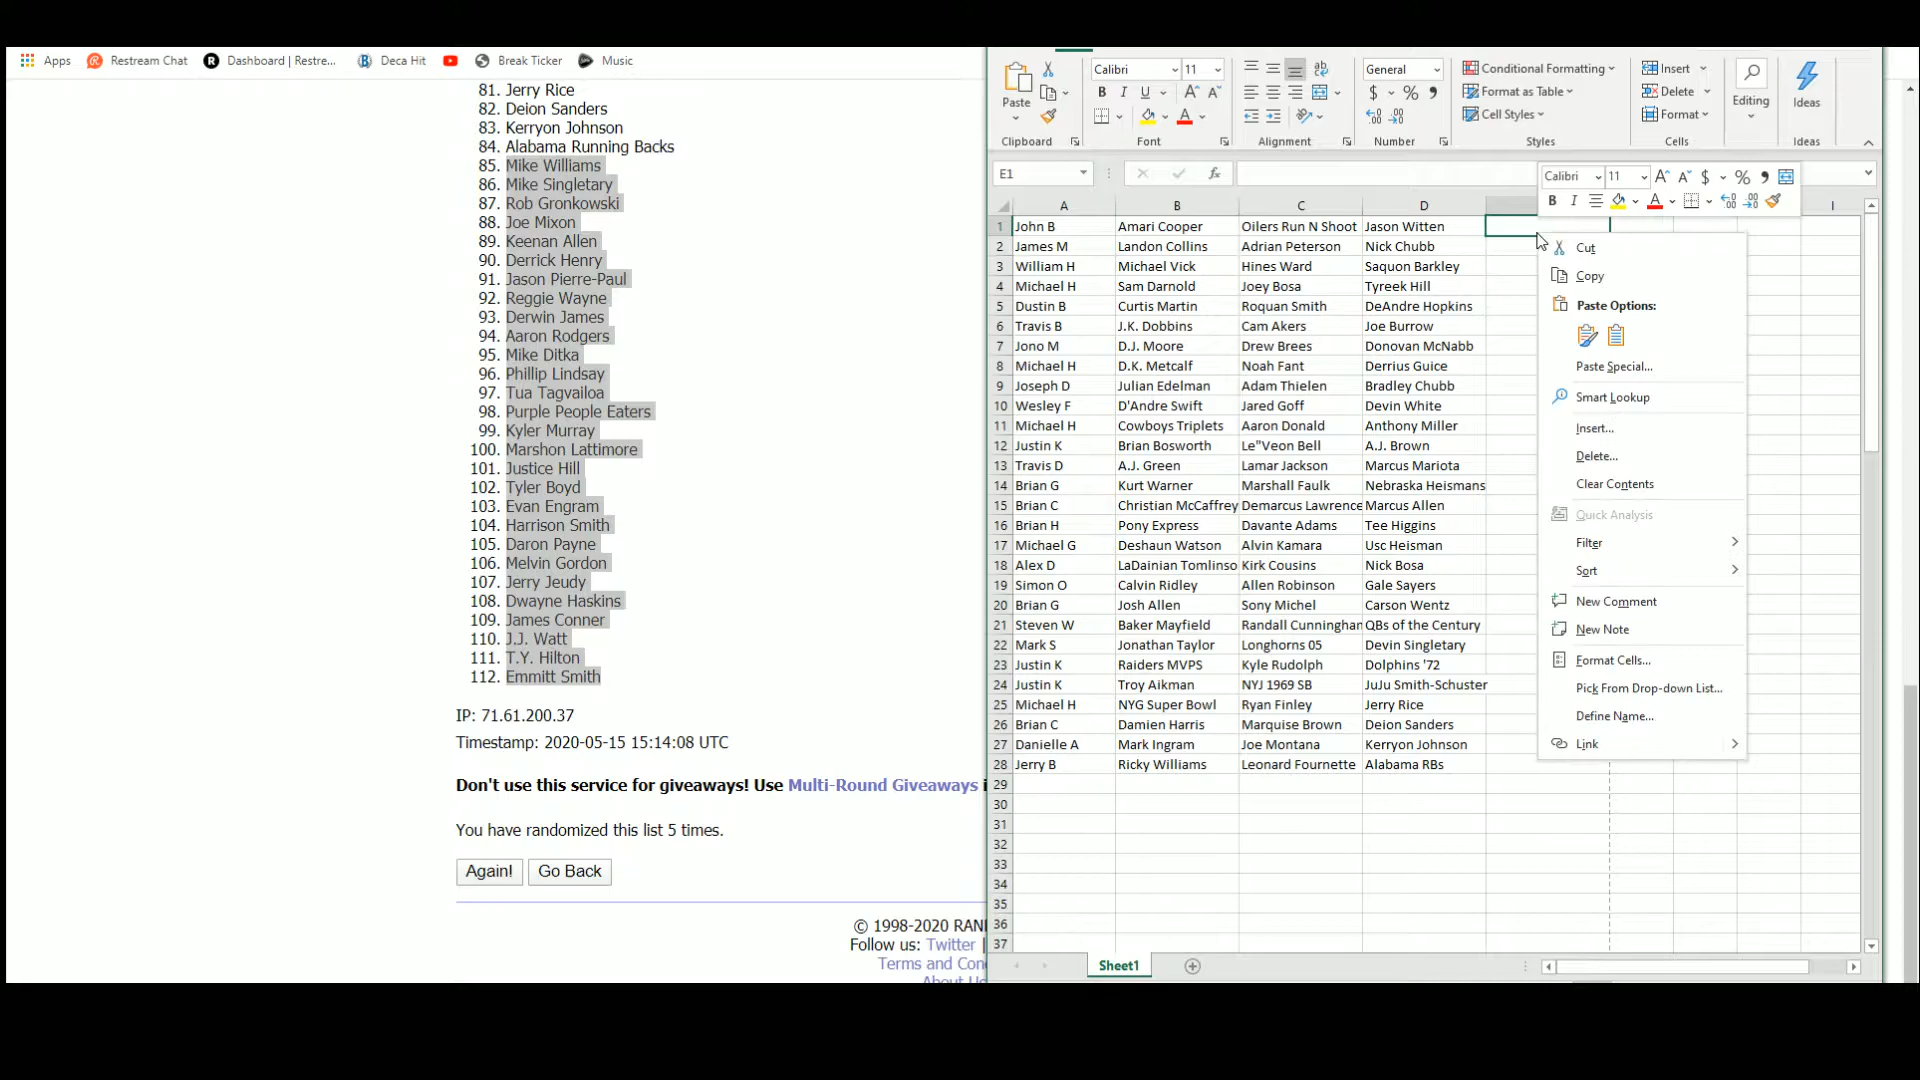 Apps Restream Chat Dashboard | Restre... Deca Hit Break Ticker Music
81. Jerry Rice
82. Deion Sanders
83. Kerryon Johnson
84. Alabama Running Backs
85. Mike Williams
86. Mike Singletary
87. Rob Gronkowski
88. Joe Mixon
89. Keenan Allen
90. Derrick Henry
91. Jason Pierre-Paul
92. Reggie Wayne
93. Derwin James
94. Aaron Rodgers
95. Mike Ditka
96. Phillip Lindsay
97. Tua Tagvailoa
98. Purple People Eaters
99. Kyler Murray
100. Marshon Lattimore
101. Justice Hill
102. Tyler Boyd
103. Evan Engram
104. Harrison Smith
105. Daron Payne
106. Melvin Gordon
107. Jerry Jeudy
108. Dwayne Haskins
109. James Conner
110. J.J. Watt
111. T.Y. Hilton
112. Emmitt Smith
IP: 71.61.200.37
Timestamp: 2020-05-15 15:14:08 UTC
Don't use this service for giveaways! Use Multi-Round Giveaways i
You have randomized this list 5 times.
Again! Go Back
© 1998-2020 RAN
Follow us: Twitter |
Terms and Con
About Us
Paste
Clipboard
Calibri 11
B I U A A
A
Font
Alignment
General
$ % 9
Number
Conditional Formatting
Format as Table
Cell Styles
Styles
Insert
Delete
Format
Cells
Editing
Ideas
Ideas
E1 fx
Calibri 11 A A $ % 9
B I A
A B C D I
1 John B Amari Cooper Oilers Run N Shoot Jason Witten
2 James M Landon Collins Adrian Peterson Nick Chubb
3 William H Michael Vick Hines Ward Saquon Barkley
4 Michael H Sam Darnold Joey Bosa Tyreek Hill
5 Dustin B Curtis Martin Roquan Smith DeAndre Hopkins
6 Travis B J.K. Dobbins Cam Akers Joe Burrow
7 Jono M D.J. Moore Drew Brees Donovan McNabb
8 Michael H D.K. Metcalf Noah Fant Derrius Guice
9 Joseph D Julian Edelman Adam Thielen Bradley Chubb
10 Wesley F D'Andre Swift Jared Goff Devin White
11 Michael H Cowboys Triplets Aaron Donald Anthony Miller
12 Justin K Brian Bosworth Le"Veon Bell A.J. Brown
13 Travis D A.J. Green Lamar Jackson Marcus Mariota
14 Brian G Kurt Warner Marshall Faulk Nebraska Heismans
15 Brian C Christian McCaffrey Demarcus Lawrence Marcus Allen
16 Brian H Pony Express Davante Adams Tee Higgins
17 Michael G Deshaun Watson Alvin Kamara Usc Heisman
18 Alex D LaDainian Tomlinso Kirk Cousins Nick Bosa
19 Simon O Calvin Ridley Allen Robinson Gale Sayers
20 Brian G Josh Allen Sony Michel Carson Wentz
21 Steven W Baker Mayfield Randall Cunninghan QBs of the Century
22 Mark S Jonathan Taylor Longhorns 05 Devin Singletary
23 Justin K Raiders MVPS Kyle Rudolph Dolphins '72
24 Justin K Troy Aikman NYJ 1969 SB JuJu Smith-Schuster
25 Michael H NYG Super Bowl Ryan Finley Jerry Rice
26 Brian C Damien Harris Marquise Brown Deion Sanders
27 Danielle A Mark Ingram Joe Montana Kerryon Johnson
28 Jerry B Ricky Williams Leonard Fournette Alabama RBs
29
30
31
32
33
34
35
36
37
Cut
Copy
Paste Options:
Paste Special...
Smart Lookup
Insert...
Delete...
Clear Contents
Quick Analysis
Filter
Sort
New Comment
New Note
Format Cells...
Pick From Drop-down List...
Define Name...
Link
Sheet1